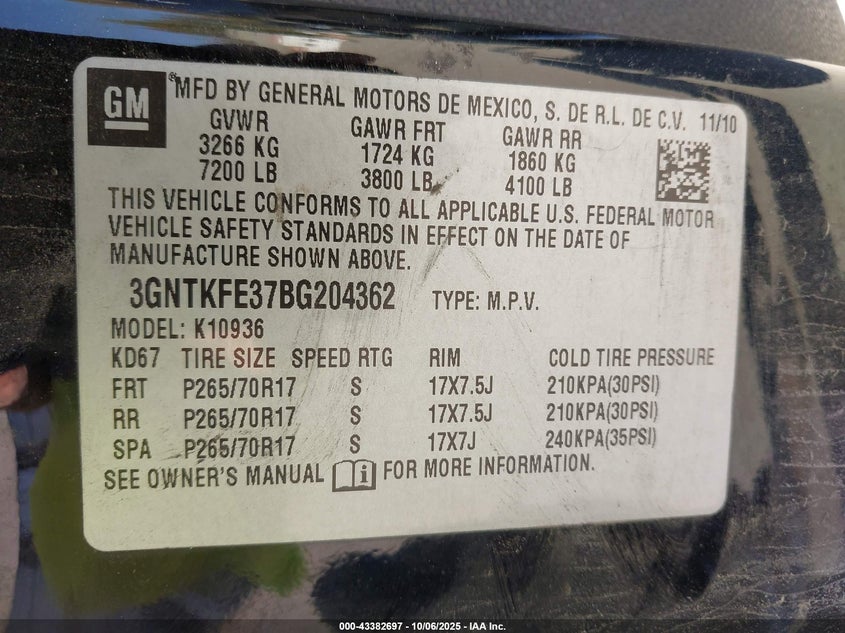 GM
® MFD BY GENERAL MOTORS DE MEXICO, S. DE R.L. DE C.V. 11/10
GVWR GAWR FRT GAWR RR
3266 KG 1724 KG 1860 KG
7200 LB 3800 LB 4100 LB
THIS VEHICLE CONFORMS TO ALL APPLICABLE U.S. FEDERAL MOTOR
VEHICLE SAFETY STANDARDS IN EFFECT ON THE DATE OF
MANUFACTURE SHOWN ABOVE.
3GNTKFE37BG204362 TYPE: M.P.V.
MODEL: K10936
KD67 TIRE SIZE SPEED RTG RIM COLD TIRE PRESSURE
FRT P265/70R17 S 17X7.5J 210KPA(30PSI)
RR P265/70R17 S 17X7.5J 210KPA(30PSI)
SPA P265/70R17 S 17X7J 240KPA(35PSI)
SEE OWNER'S MANUAL i FOR MORE INFORMATION.
000-43382697 - 10/06/2025 - IAA Inc.